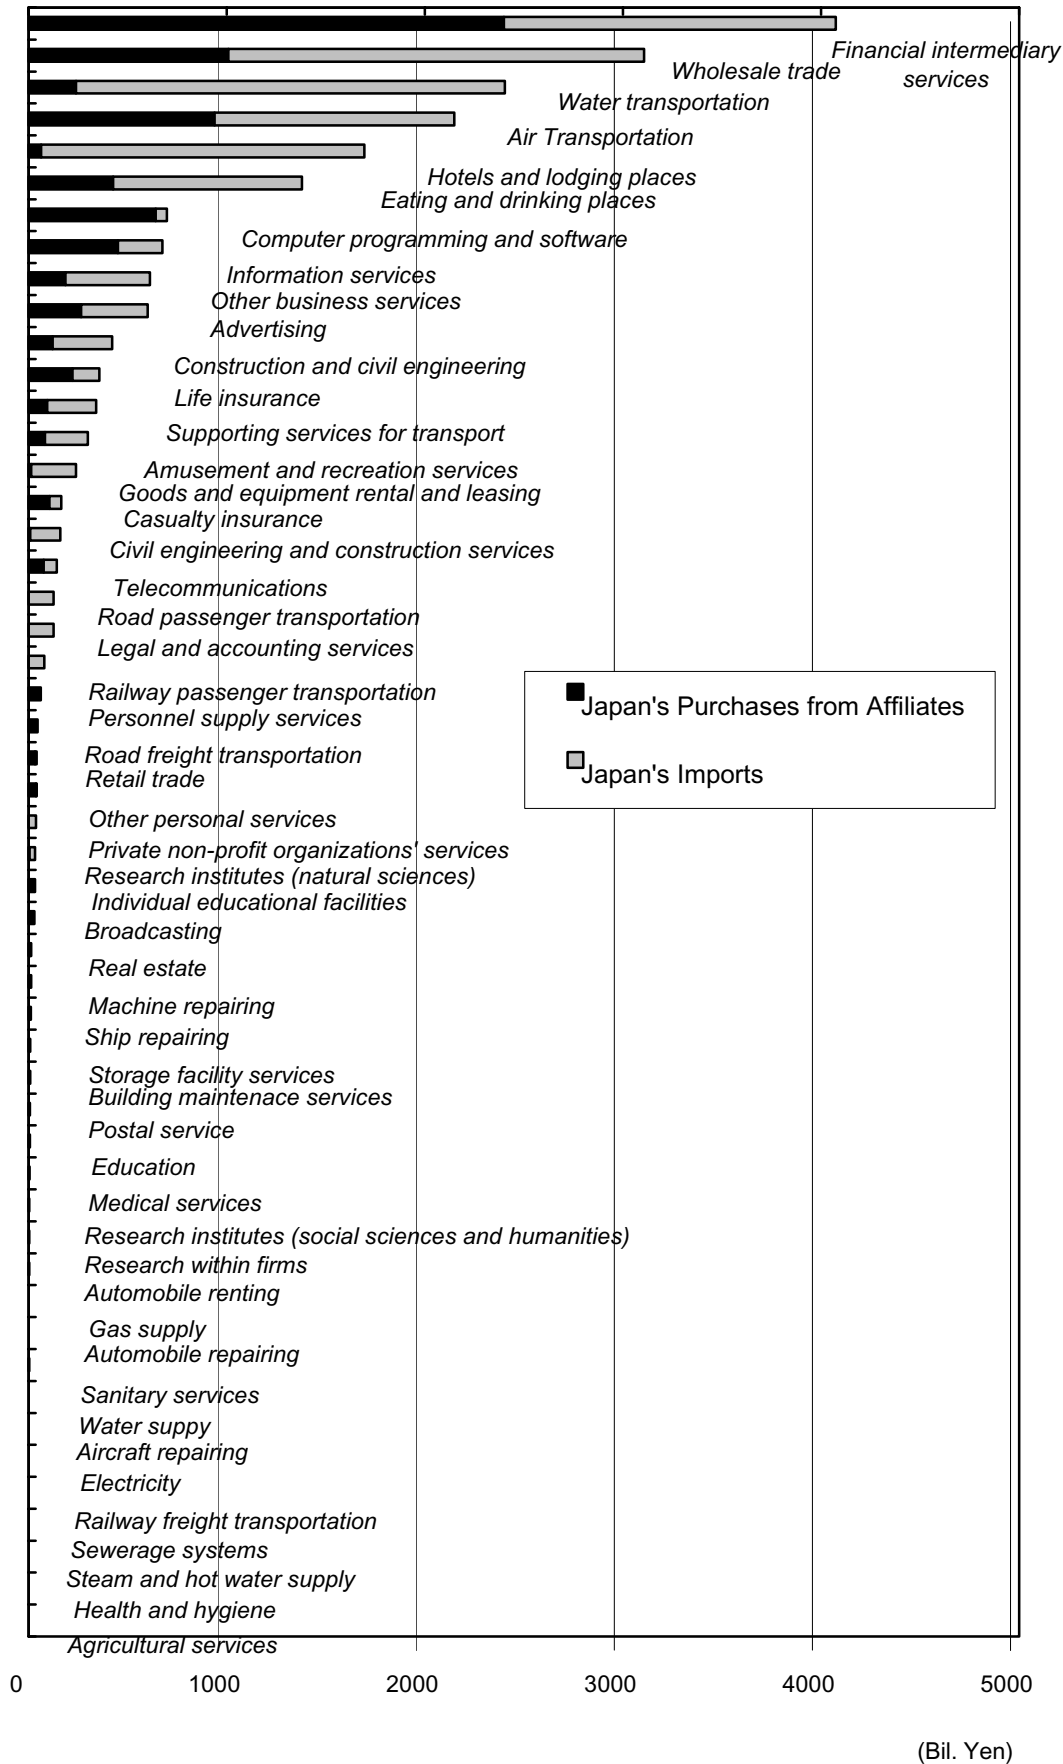 Financial intermediary
services
Wholesale trade
Water transportation
Air Transportation
Hotels and lodging places
Eating and drinking places
Computer programming and software
Information services
Other business services
Advertising
Construction and civil engineering
Life insurance
Supporting services for transport
Amusement and recreation services
Goods and equipment rental and leasing
Casualty insurance
Civil engineering and construction services
Telecommunications
Road passenger transportation
Legal and accounting services
Railway passenger transportation
Personnel supply services
Road freight transportation
Retail trade
Other personal services
Private non-profit organizations' services
Research institutes (natural sciences)
Individual educational facilities
Broadcasting
Real estate
Machine repairing
Ship repairing
Storage facility services
Building maintenace services
Postal service
Education
Medical services
Research institutes (social sciences and humanities)
Research within firms
Automobile renting
Gas supply
Automobile repairing
Sanitary services
Water suppy
Aircraft repairing
Electricity
Railway freight transportation
Sewerage systems
Steam and hot water supply
Health and hygiene
Agricultural services
Japan's Purchases from Affiliates
Japan's Imports
0 1000 2000 3000 4000 5000
(Bil. Yen)